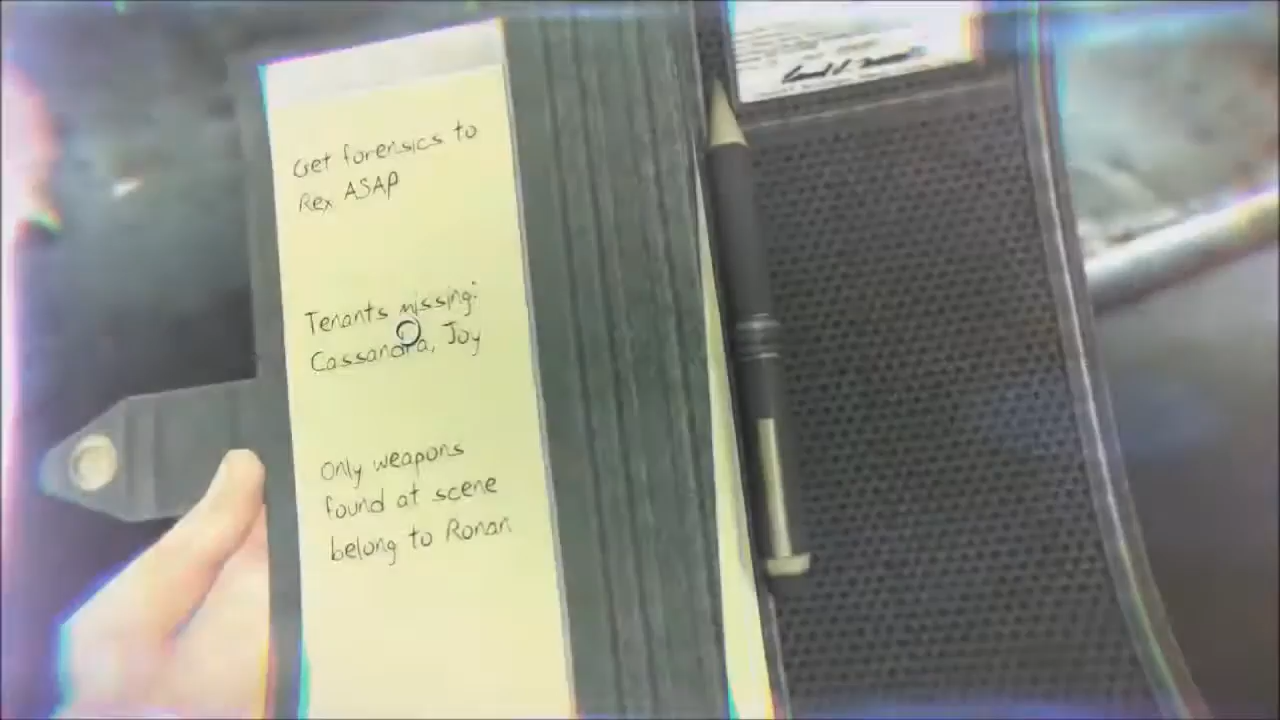 Get forensics to
Rex ASAP
Tenants missing:
Cassandra, Joy
Only weapons
found at scene
belong to Ronan